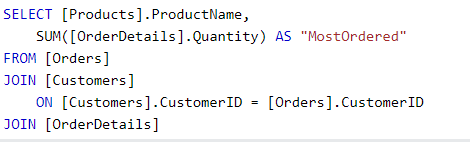 SELECT [Products].ProductName,
    SUM([OrderDetails].Quantity) AS "MostOrdered"
FROM [Orders]
JOIN [Customers]
    ON [Customers].CustomerID = [Orders].CustomerID
JOIN [OrderDetails]